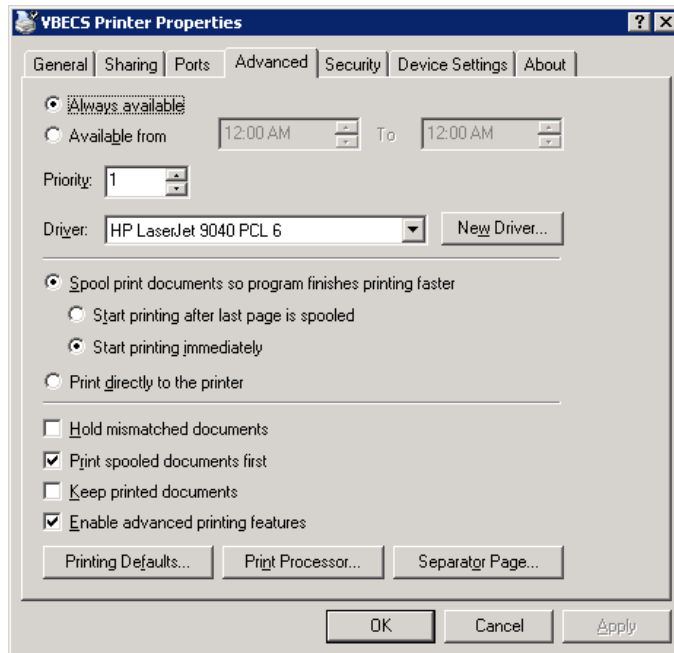 VBECS Printer Properties
General Sharing Ports Advanced Security Device Settings About
Always available
Available from 12:00 AM To 12:00 AM
Priority: 1
Driver: HP LaserJet 9040 PCL 6 New Driver...
Spool print documents so program finishes printing faster
Start printing after last page is spooled
Start printing immediately
Print directly to the printer
Hold mismatched documents
Print spooled documents first
Keep printed documents
Enable advanced printing features
Printing Defaults... Print Processor... Separator Page...
OK Cancel Apply